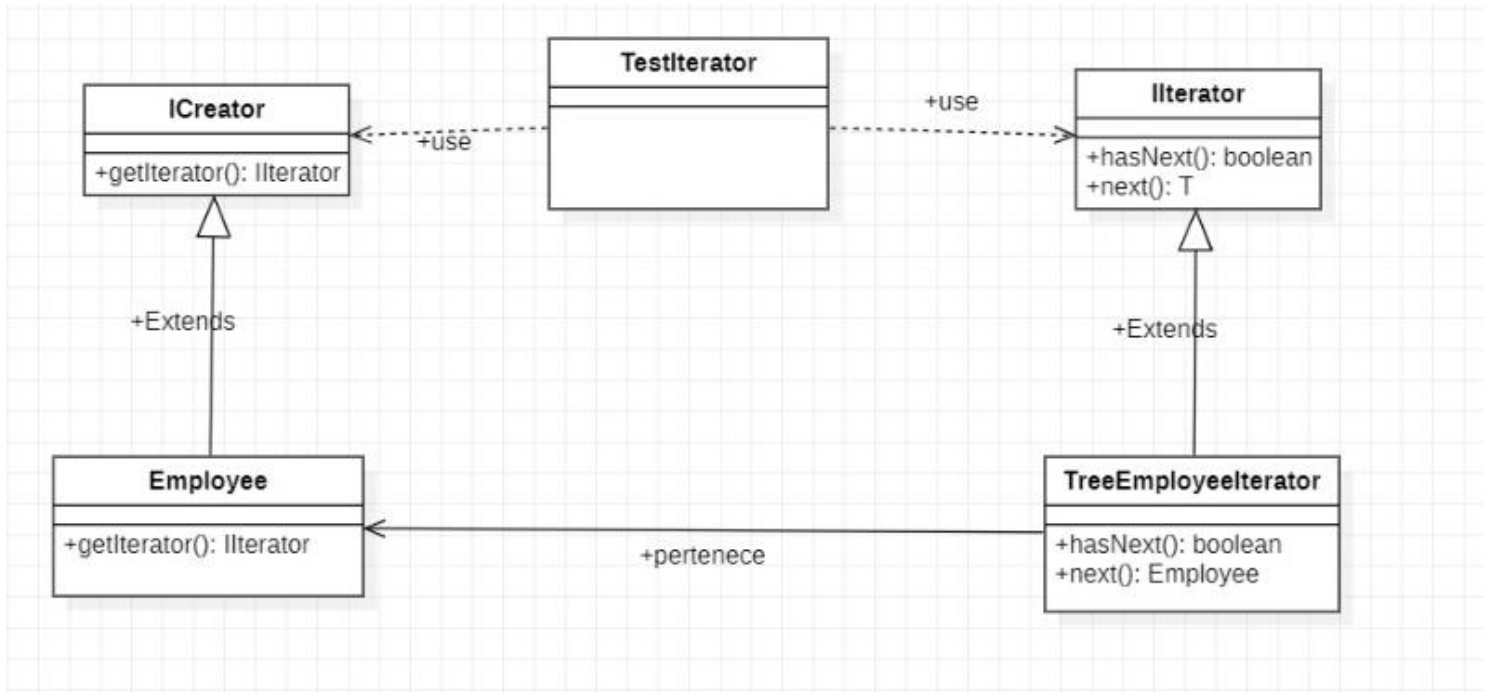 TestIterator
ICreator
+getIterator(): IIterator
+use
+use
IIterator
+hasNext(): boolean
+next(): T
+Extends
+Extends
Employee
+getIterator(): IIterator
+pertenece
TreeEmployeeIterator
+hasNext(): boolean
+next(): Employee